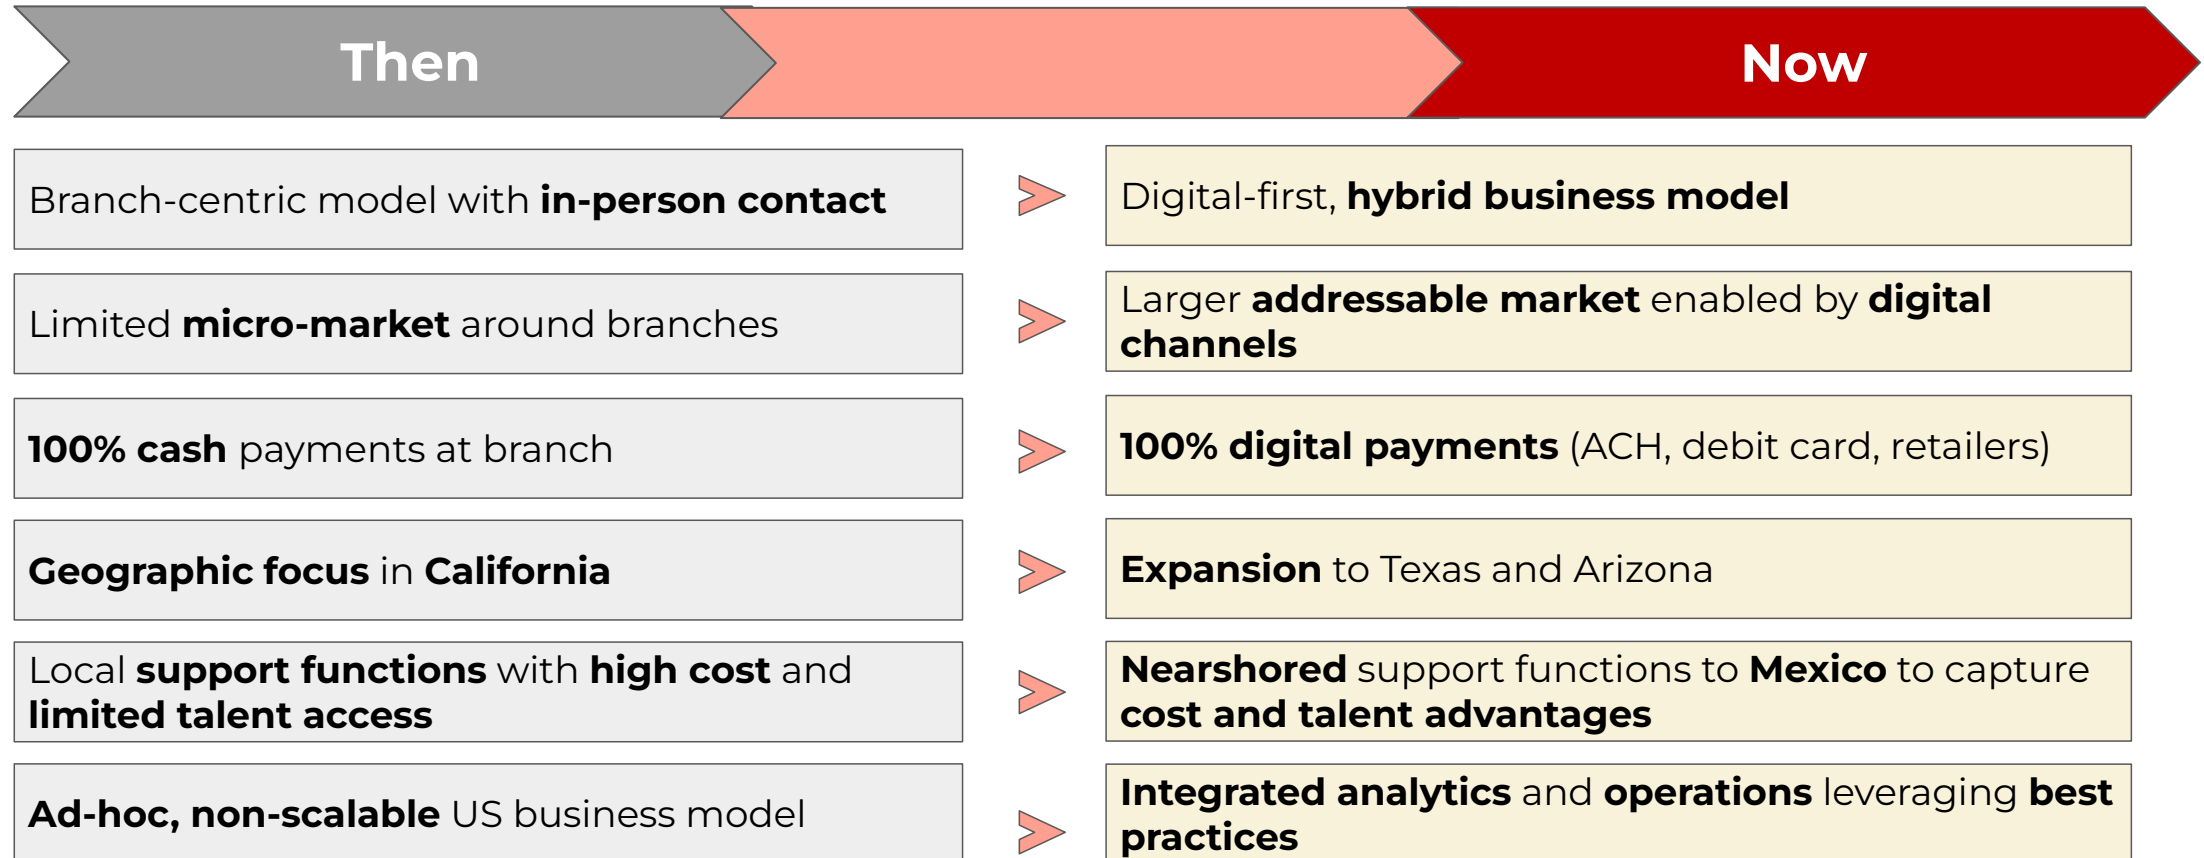 Then
Now
Branch-centric model with in-person contact
Digital-first, hybrid business model
Limited micro-market around branches
Larger addressable market enabled by digital
channels
100% cash payments at branch
100% digital payments (ACH, debit card, retailers)
Geographic focus in California
Expansion to Texas and Arizona
Local support functions with high cost and
limited talent access
Nearshored support functions to Mexico to capture
cost and talent advantages
Ad-hoc, non-scalable US business model
Integrated analytics and operations leveraging best
practices